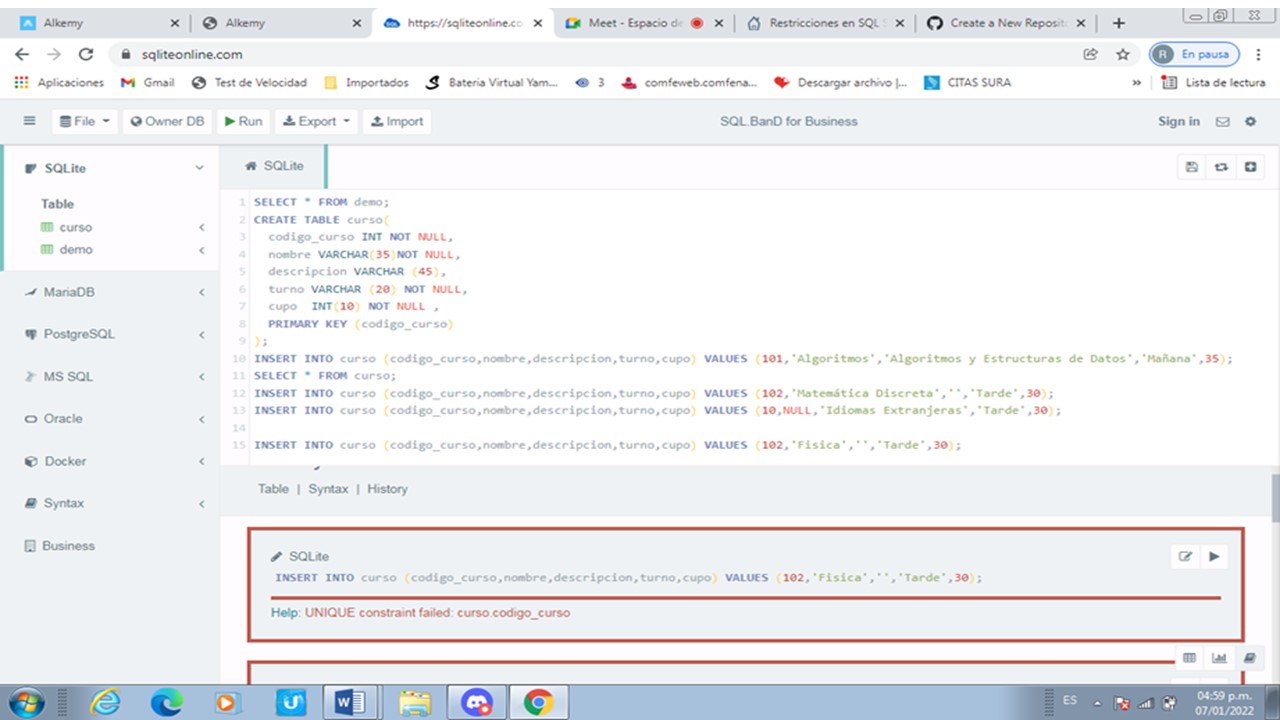 Alkemy
Alkemy
https://sqliteonline.co
Meet - Espacio de
Restricciones en SQL S
Create a New Reposit
sqliteonline.com
R En pausa
Aplicaciones
Gmail
Test de Velocidad
Importados
Bateria Virtual Yam...
3
comfeweb.comfena...
Descargar archivo |...
CITAS SURA
»
Lista de lectura
File
Owner DB
Run
Export
Import
SQL.BanD for Business
Sign in
SQLite
Table
curso
demo
MariaDB
PostgreSQL
MS SQL
Oracle
Docker
Syntax
Business
SQLite
1 SELECT * FROM demo;
2 CREATE TABLE curso(
3 codigo_curso INT NOT NULL,
4 nombre VARCHAR(35)NOT NULL,
5 descripcion VARCHAR (45),
6 turno VARCHAR (20) NOT NULL,
7 cupo INT(10) NOT NULL ,
8 PRIMARY KEY (codigo_curso)
9 );
10 INSERT INTO curso (codigo_curso,nombre,descripcion,turno,cupo) VALUES (101,'Algoritmos','Algoritmos y Estructuras de Datos','Mañana',35);
11 SELECT * FROM curso;
12 INSERT INTO curso (codigo_curso,nombre,descripcion,turno,cupo) VALUES (102,'Matemática Discreta','','Tarde',30);
13 INSERT INTO curso (codigo_curso,nombre,descripcion,turno,cupo) VALUES (10,NULL,'Idiomas Extranjeras','Tarde',30);
14
15 INSERT INTO curso (codigo_curso,nombre,descripcion,turno,cupo) VALUES (102,'Fisica','','Tarde',30);
Table | Syntax | History
SQLite
INSERT INTO curso (codigo_curso,nombre,descripcion,turno,cupo) VALUES (102,'Fisica','','Tarde',30);
Help: UNIQUE constraint failed: curso.codigo_curso
ES
04:59 p.m.
07/01/2022